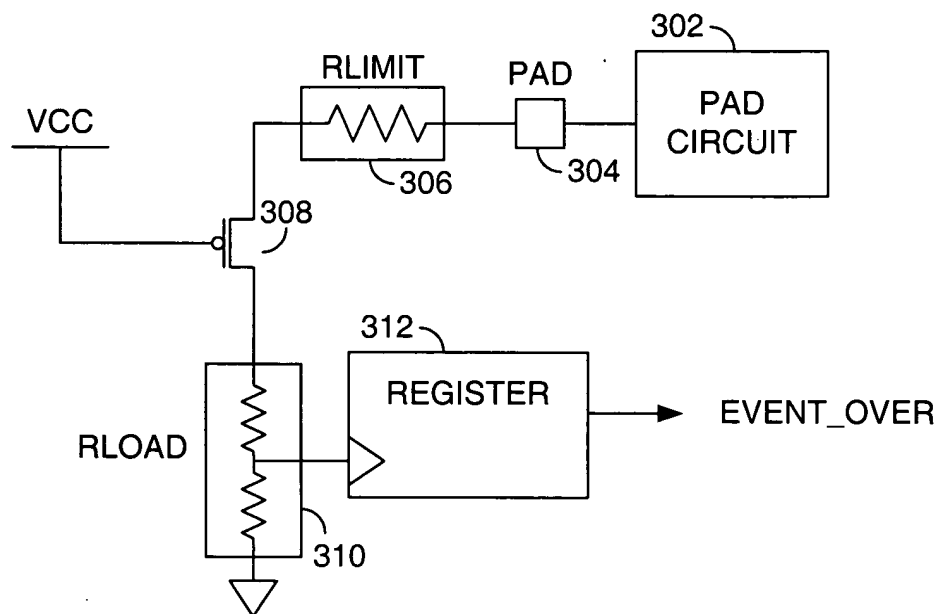 302
RLIMIT
PAD
PAD
CIRCUIT
VCC
306
304
308
312
REGISTER
EVENT_OVER
RLOAD
310